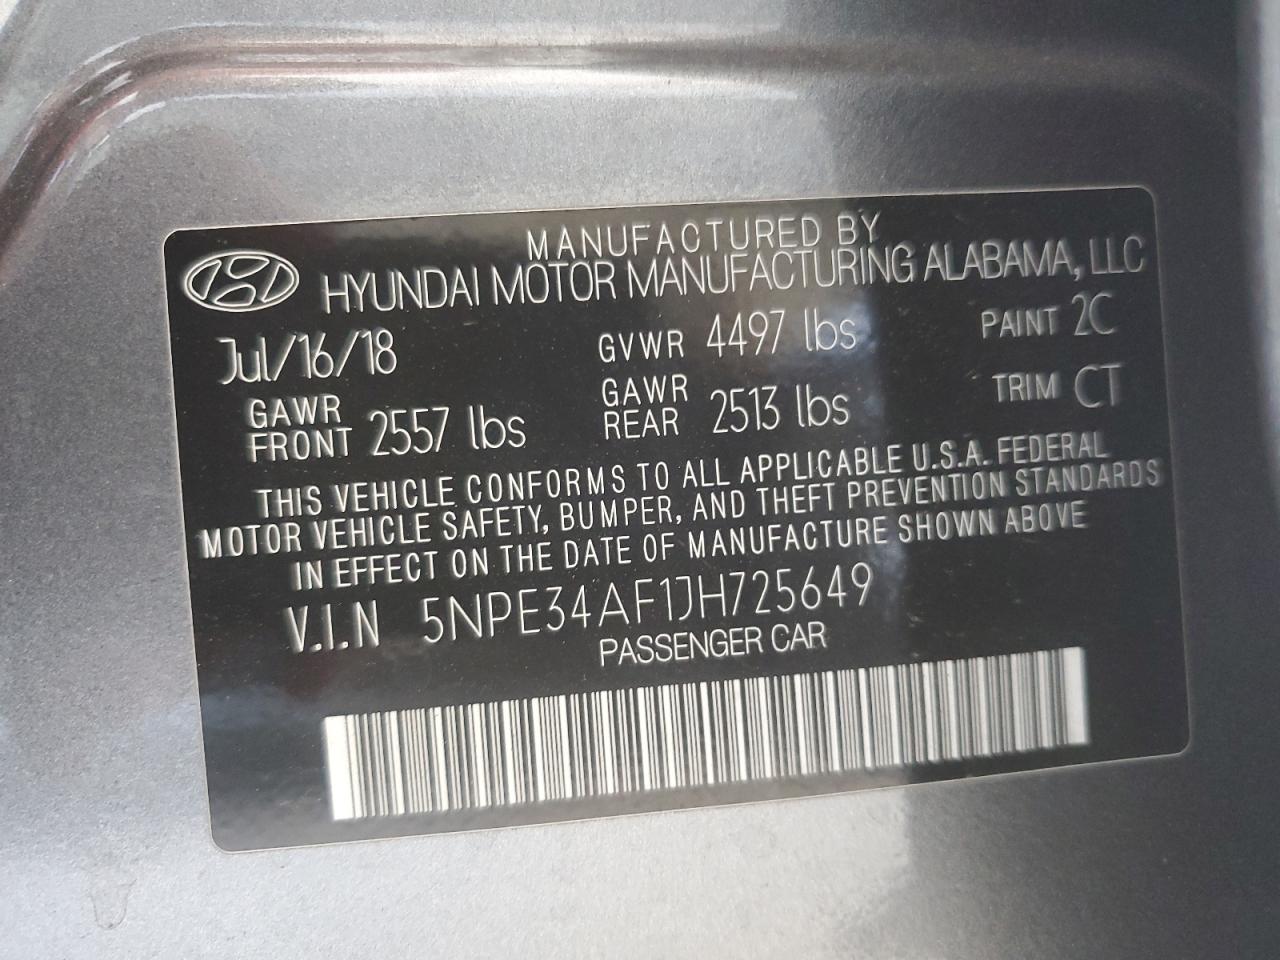 MANUFACTURED BY
HYUNDAI MOTOR MANUFACTURING ALABAMA, LLC
Jul/16/18 GVWR 4497 lbs PAINT 2C
GAWR FRONT 2557 lbs GAWR REAR 2513 lbs TRIM CT
THIS VEHICLE CONFORMS TO ALL APPLICABLE U.S.A. FEDERAL
MOTOR VEHICLE SAFETY, BUMPER, AND THEFT PREVENTION STANDARDS
IN EFFECT ON THE DATE OF MANUFACTURE SHOWN ABOVE
V.I.N 5NPE34AF1JH725649
PASSENGER CAR